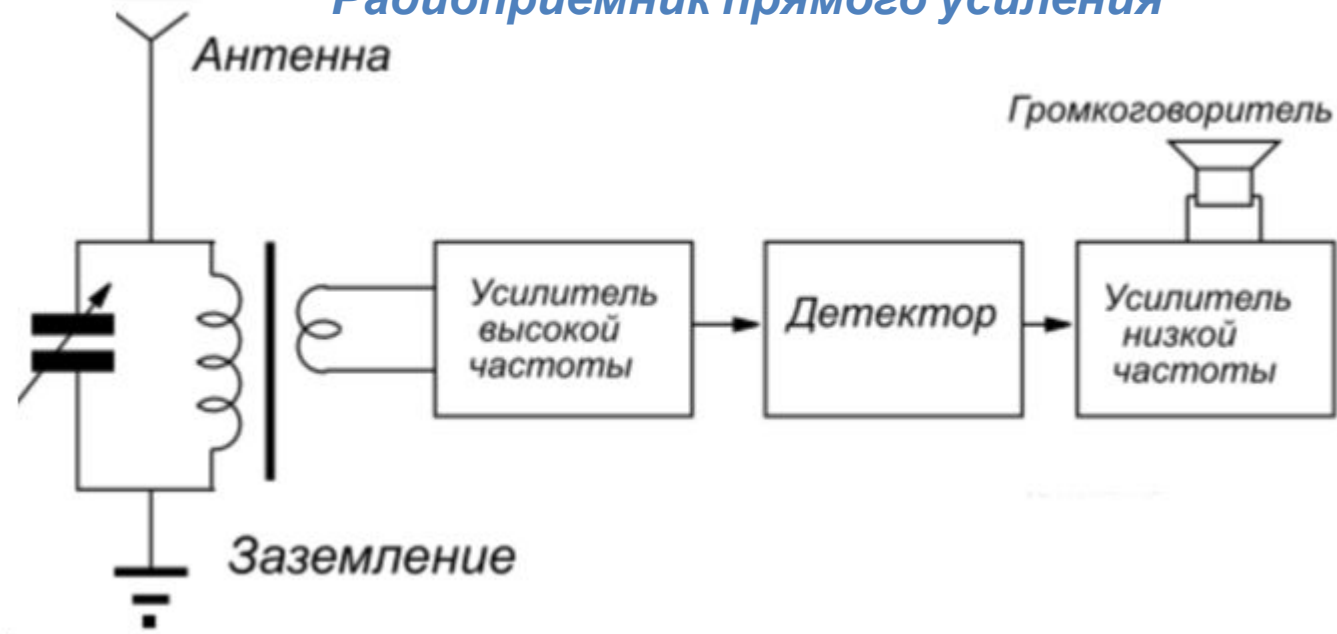 Радиоприемник прямого усиления
Антенна
Громкоговоритель
Усилитель
высокой
частоты
Детектор
Усилитель
низкой
частоты
Заземление